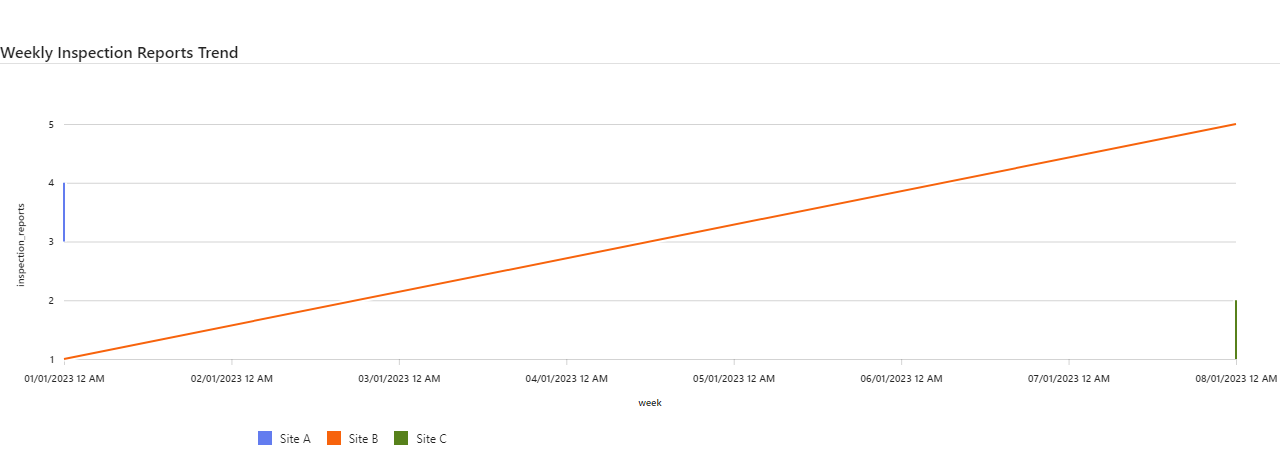 Weekly Inspection Reports Trend
5
4
3
2
1
inspection_reports
01/01/2023 12 AM 02/01/2023 12 AM 03/01/2023 12 AM 04/01/2023 12 AM 05/01/2023 12 AM 06/01/2023 12 AM 07/01/2023 12 AM 08/01/2023 12 AM
week
Site A Site B Site C